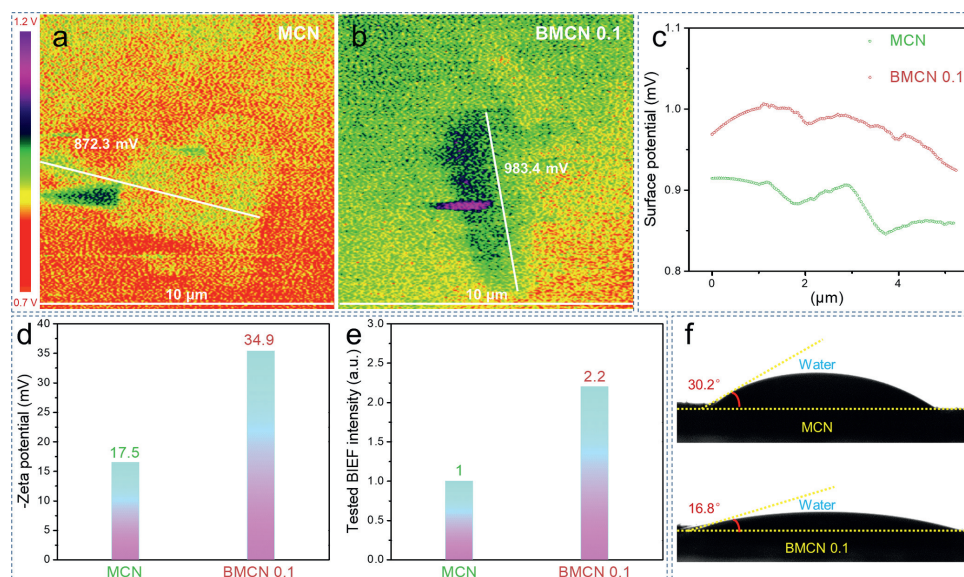 1.2 V
0.7 V
a
MCN
872.3 mV
10 μm
b
BMCN 0.1
983.4 mV
10 μm
c
MCN
BMCN 0.1
Surface potential (mV)
1.1
1.0
0.9
0.8
0 2 4
(μm)
d
-Zeta potential (mV)
40
35
30
25
20
15
10
5
0
17.5
34.9
MCN BMCN 0.1
e
Tested BIEF intensity (a.u.)
3.0
2.5
2.0
1.5
1.0
0.5
0.0
1
2.2
MCN BMCN 0.1
f
30.2°
Water
MCN
16.8°
Water
BMCN 0.1